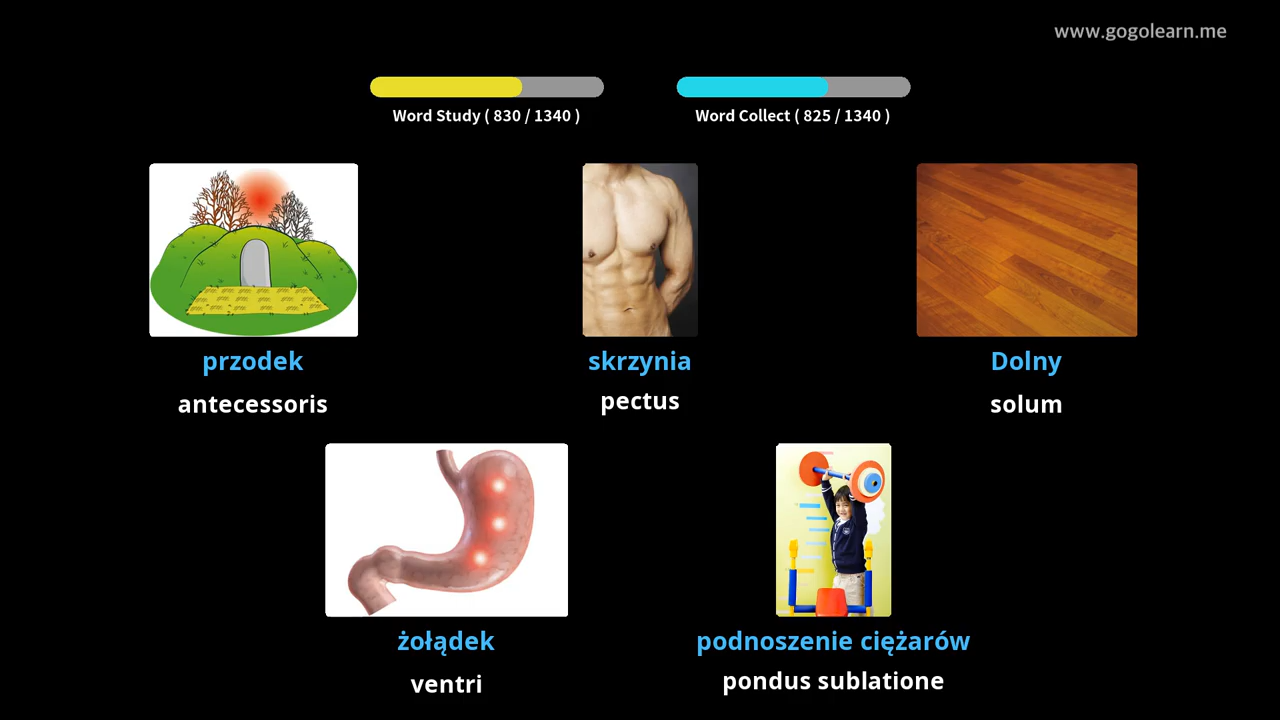 www.gogolearn.me
Word Study ( 830 / 1340 )
Word Collect ( 825 / 1340 )
przodek
skrzynia
Dolny
antecessoris
pectus
solum
żołądek
podnoszenie ciężarów
ventri
pondus sublatione